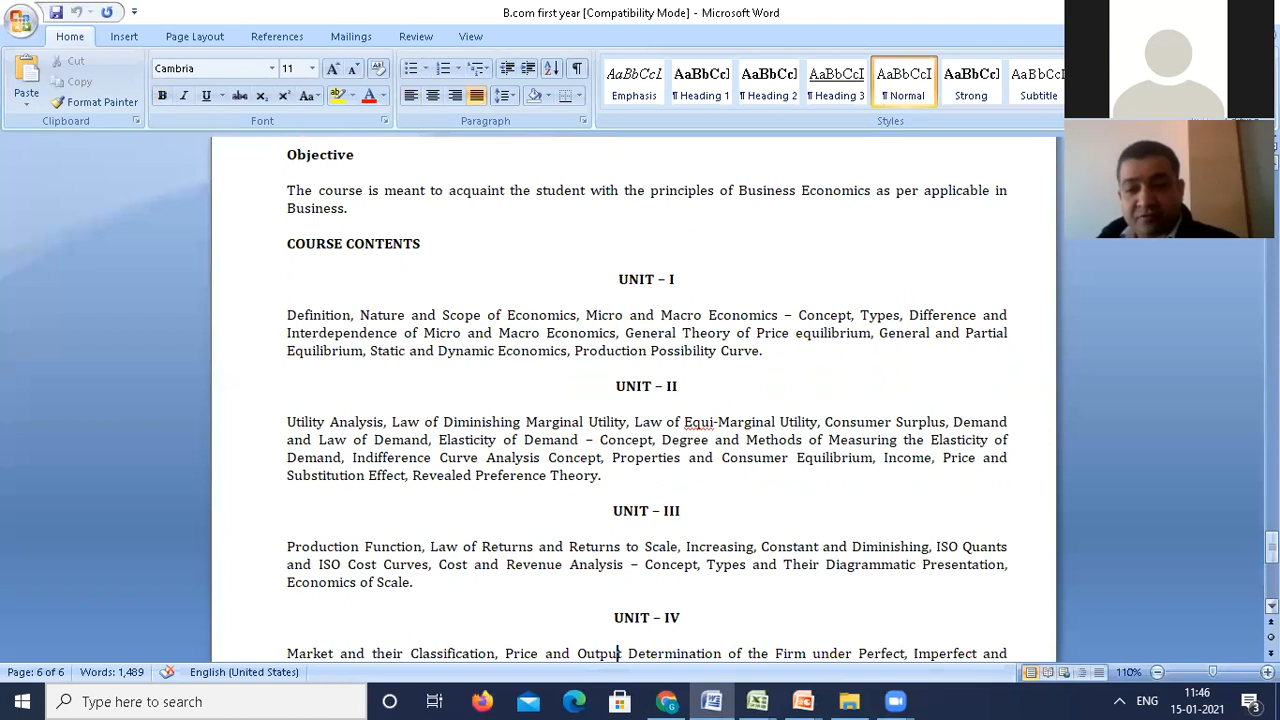 B.com first year [Compatibility Mode] - Microsoft Word
Home Insert Page Layout References Mailings Review View
Paste
Cut
Copy
Format Painter
Clipboard
Cambria 11
B I U abc x₂ x² Aa A
Font
Paragraph
AaBbCcI AaBbCc AaBbCc AaBbCcI AaBbCcI AaBbCcl AaBbCcI
Emphasis ¶ Heading 1 ¶ Heading 2 ¶ Heading 3 ¶ Normal Strong Subtitle
Styles
Objective
The course is meant to acquaint the student with the principles of Business Economics as per applicable in
Business.
COURSE CONTENTS
UNIT – I
Definition, Nature and Scope of Economics, Micro and Macro Economics – Concept, Types, Difference and
Interdependence of Micro and Macro Economics, General Theory of Price equilibrium, General and Partial
Equilibrium, Static and Dynamic Economics, Production Possibility Curve.
UNIT – II
Utility Analysis, Law of Diminishing Marginal Utility, Law of Equi-Marginal Utility, Consumer Surplus, Demand
and Law of Demand, Elasticity of Demand – Concept, Degree and Methods of Measuring the Elasticity of
Demand, Indifference Curve Analysis Concept, Properties and Consumer Equilibrium, Income, Price and
Substitution Effect, Revealed Preference Theory.
UNIT – III
Production Function, Law of Returns and Returns to Scale, Increasing, Constant and Diminishing, ISO Quants
and ISO Cost Curves, Cost and Revenue Analysis – Concept, Types and Their Diagrammatic Presentation,
Economics of Scale.
UNIT – IV
Market and their Classification, Price and Output Determination of the Firm under Perfect, Imperfect and
Page: 6 of 6 Words: 1,489 English (United States) 110%
Type here to search
ENG
11:46
15-01-2021
3